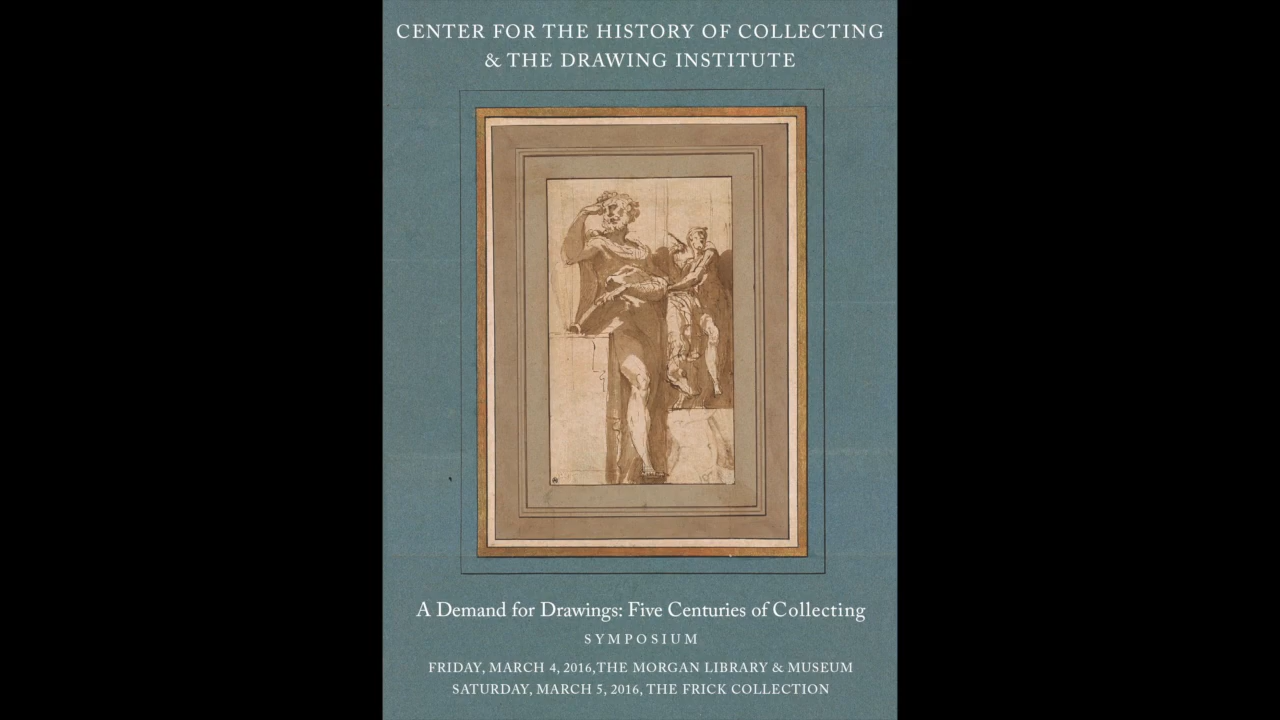 CENTER FOR THE HISTORY OF COLLECTING
& THE DRAWING INSTITUTE
A Demand for Drawings: Five Centuries of Collecting
SYMPOSIUM
FRIDAY, MARCH 4, 2016, THE MORGAN LIBRARY & MUSEUM
SATURDAY, MARCH 5, 2016, THE FRICK COLLECTION